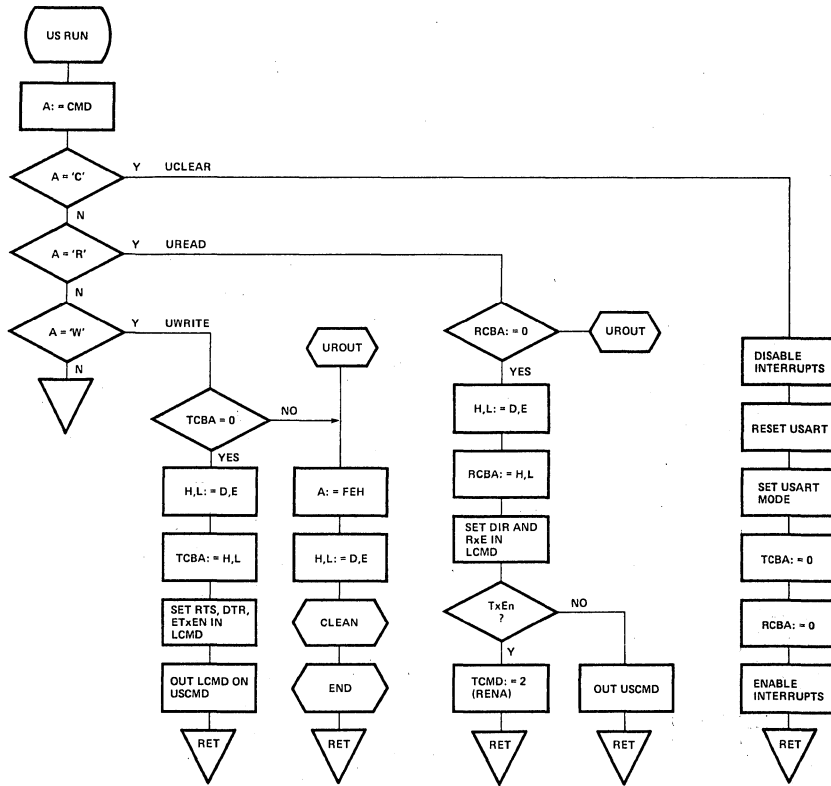 US RUN
A: = CMD
A = 'C'
Y
UCLEAR
N
A = 'R'
Y
UREAD
N
A = 'W'
Y
UWRITE
N
TCBA = 0
NO
YES
H,L: = D,E
TCBA: = H,L
SET RTS, DTR,
ETxEN IN
LCMD
OUT LCMD ON
USCMD
RET
UROUT
A: = FEH
H,L: = D,E
CLEAN
END
RET
RCBA: = 0
UROUT
YES
H,L: = D,E
RCBA: = H,L
SET DIR AND
RxE IN
LCMD
TxEn
?
NO
Y
TCMD: = 2
(RENA)
RET
OUT USCMD
RET
DISABLE
INTERRUPTS
RESET USART
SET USART
MODE
TCBA: = 0
RCBA: = 0
ENABLE
INTERRUPTS
RET